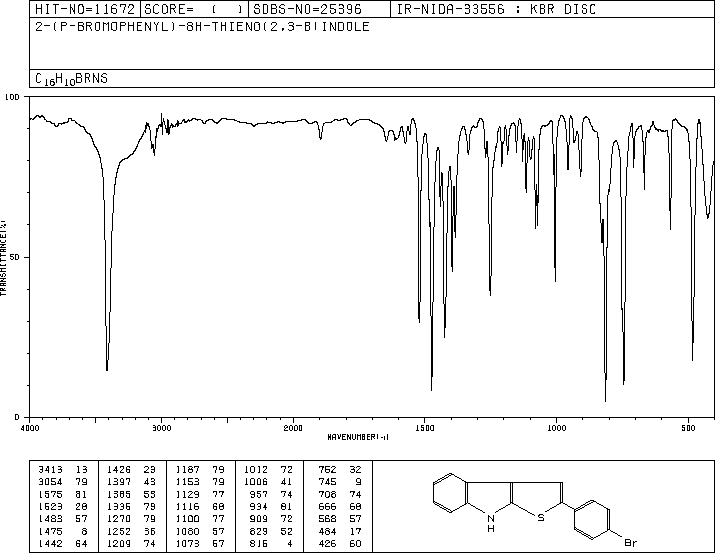 HIT-NO=11672 SCORE= ( ) SDBS-NO=25396 IR-NIDA-33556 : KBR DISC
2-(P-BROMOPHENYL)-8H-THIENO(2,3-B)INDOLE
C16H10BRNS
100
50
0
TRANSMITTANCE(%)
4000 3000 2000 1500 1000 500
WAVENUMBER(-1)
3413 13 1426 23 1187 79 1012 72 752 32
3054 79 1397 43 1153 79 1006 41 745 9
1575 81 1385 55 1129 77 957 74 708 74
1523 28 1336 79 1116 68 934 81 666 68
1483 57 1270 79 1100 77 909 72 568 57
1475 8 1252 36 1080 57 829 52 484 17
1442 64 1209 74 1073 57 816 4 426 60
N
H
S
Br